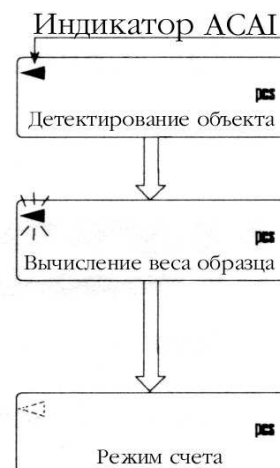 Индикатор ACAI
pcs
Детектирование объекта
pcs
Вычисление веса образца
pcs
Режим счета